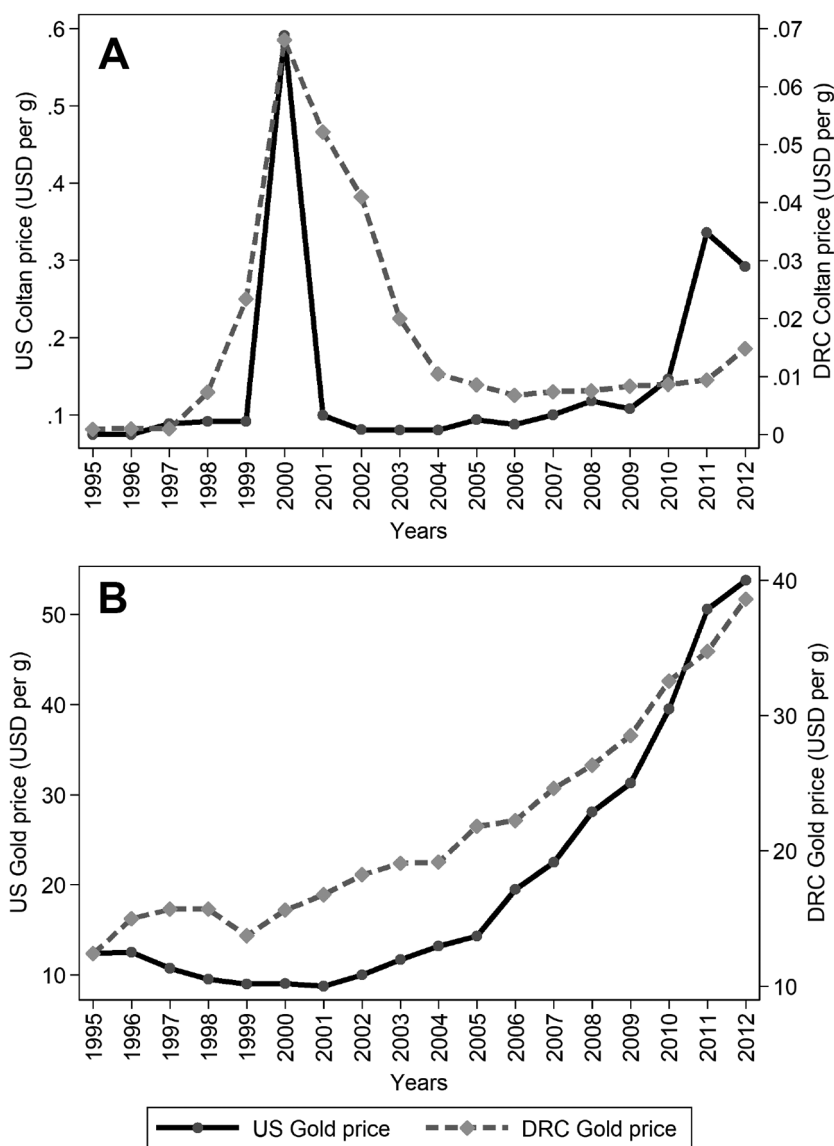 A
US Coltan price (USD per g)
.6
.5
.4
.3
.2
.1
DRC Coltan price (USD per g)
.07
.06
.05
.04
.03
.02
.01
0
1995 1996 1997 1998 1999 2000 2001 2002 2003 2004 2005 2006 2007 2008 2009 2010 2011 2012
Years
B
US Gold price (USD per g)
50
40
30
20
10
DRC Gold price (USD per g)
40
30
20
10
1995 1996 1997 1998 1999 2000 2001 2002 2003 2004 2005 2006 2007 2008 2009 2010 2011 2012
Years
US Gold price DRC Gold price